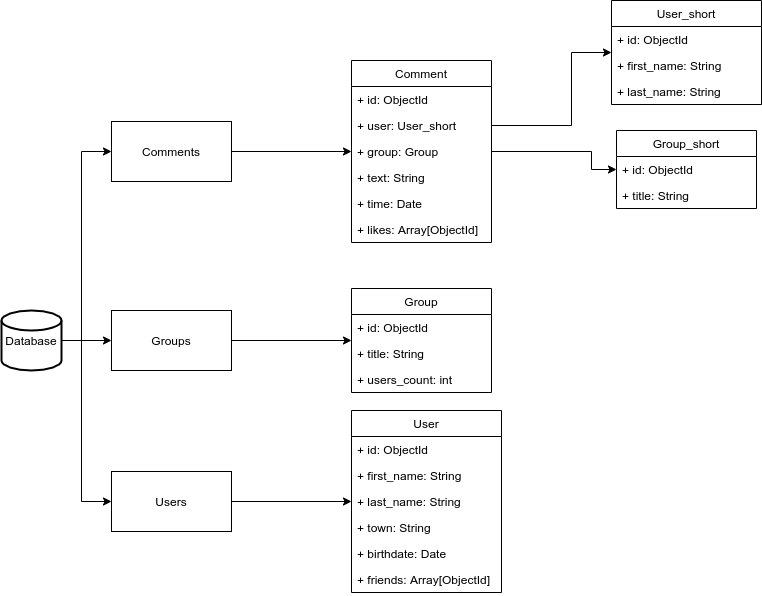 User_short
+ id: ObjectId
+ first_name: String
+ last_name: String
Comment
+ id: ObjectId
+ user: User_short
+ group: Group
+ text: String
+ time: Date
+ likes: Array[ObjectId]
Group_short
+ id: ObjectId
+ title: String
Comments
Database
Groups
Group
+ id: ObjectId
+ title: String
+ users_count: int
Users
User
+ id: ObjectId
+ first_name: String
+ last_name: String
+ town: String
+ birthdate: Date
+ friends: Array[ObjectId]